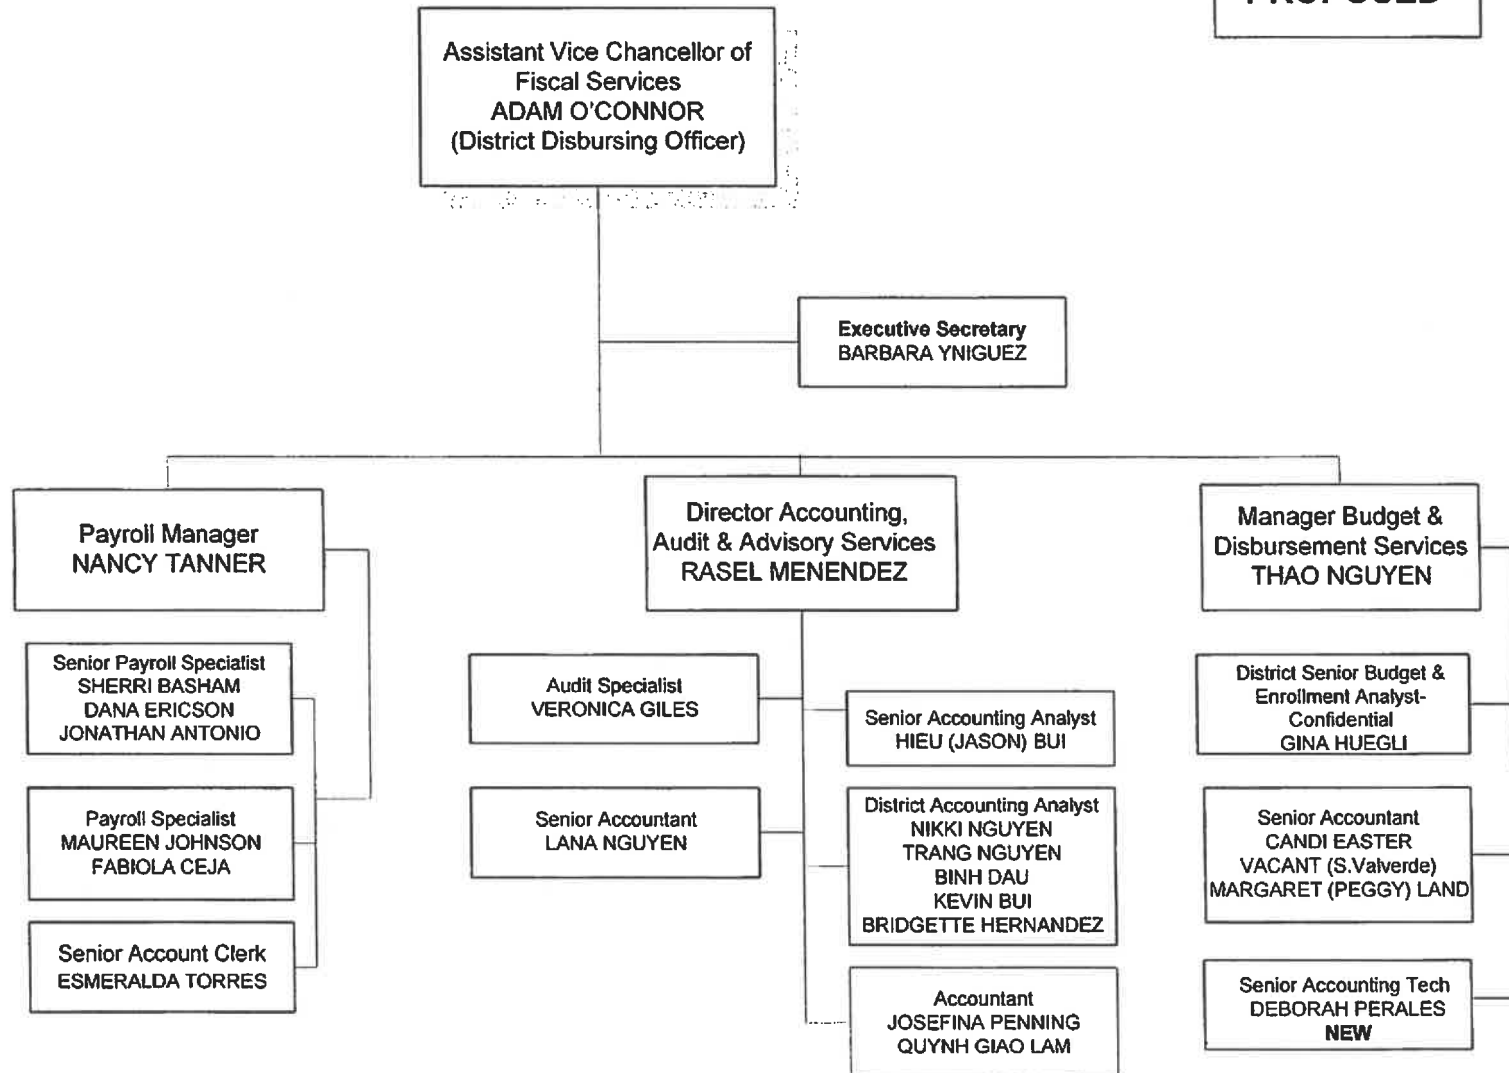 Assistant Vice Chancellor of
Fiscal Services
ADAM O'CONNOR
(District Disbursing Officer)
Executive Secretary
BARBARA YNIGUEZ
Payroll Manager
NANCY TANNER
Senior Payroll Specialist
SHERRI BASHAM
DANA ERICSON
JONATHAN ANTONIO
Payroll Specialist
MAUREEN JOHNSON
FABIOLA CEJA
Senior Account Clerk
ESMERALDA TORRES
Director Accounting,
Audit & Advisory Services
RASEL MENENDEZ
Audit Specialist
VERONICA GILES
Senior Accountant
LANA NGUYEN
Senior Accounting Analyst
HIEU (JASON) BUI
District Accounting Analyst
NIKKI NGUYEN
TRANG NGUYEN
BINH DAU
KEVIN BUI
BRIDGETTE HERNANDEZ
Accountant
JOSEFINA PENNING
QUYNH GIAO LAM
Manager Budget &
Disbursement Services
THAO NGUYEN
District Senior Budget &
Enrollment Analyst-
Confidential
GINA HUEGLI
Senior Accountant
CANDI EASTER
VACANT (S.Valverde)
MARGARET (PEGGY) LAND
Senior Accounting Tech
DEBORAH PERALES
NEW